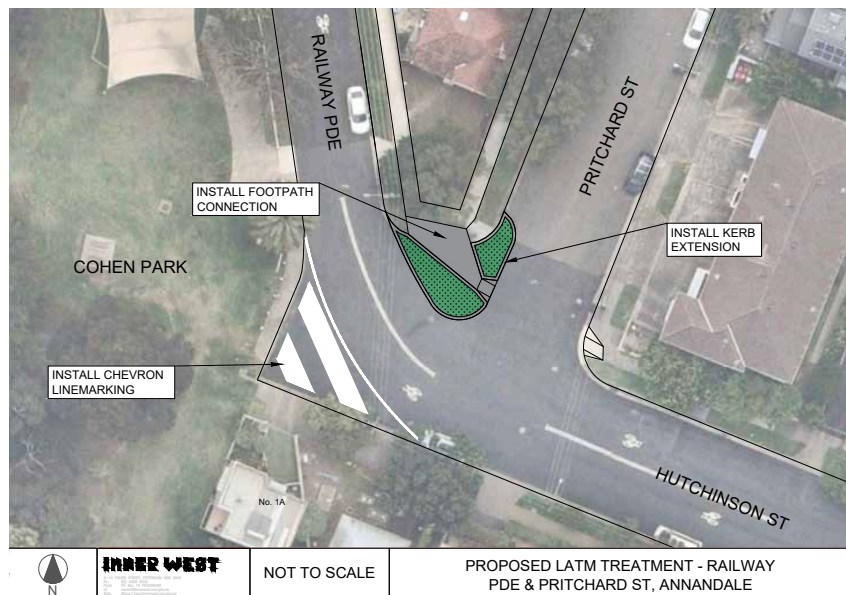 RAILWAY PDE
PRITCHARD ST
INSTALL FOOTPATH
CONNECTION
INSTALL KERB
EXTENSION
COHEN PARK
INSTALL CHEVRON
LINEMARKING
HUTCHINSON ST
No. 1A
N
INNER WEST
NOT TO SCALE
PROPOSED LATM TREATMENT - RAILWAY
PDE & PRITCHARD ST, ANNANDALE